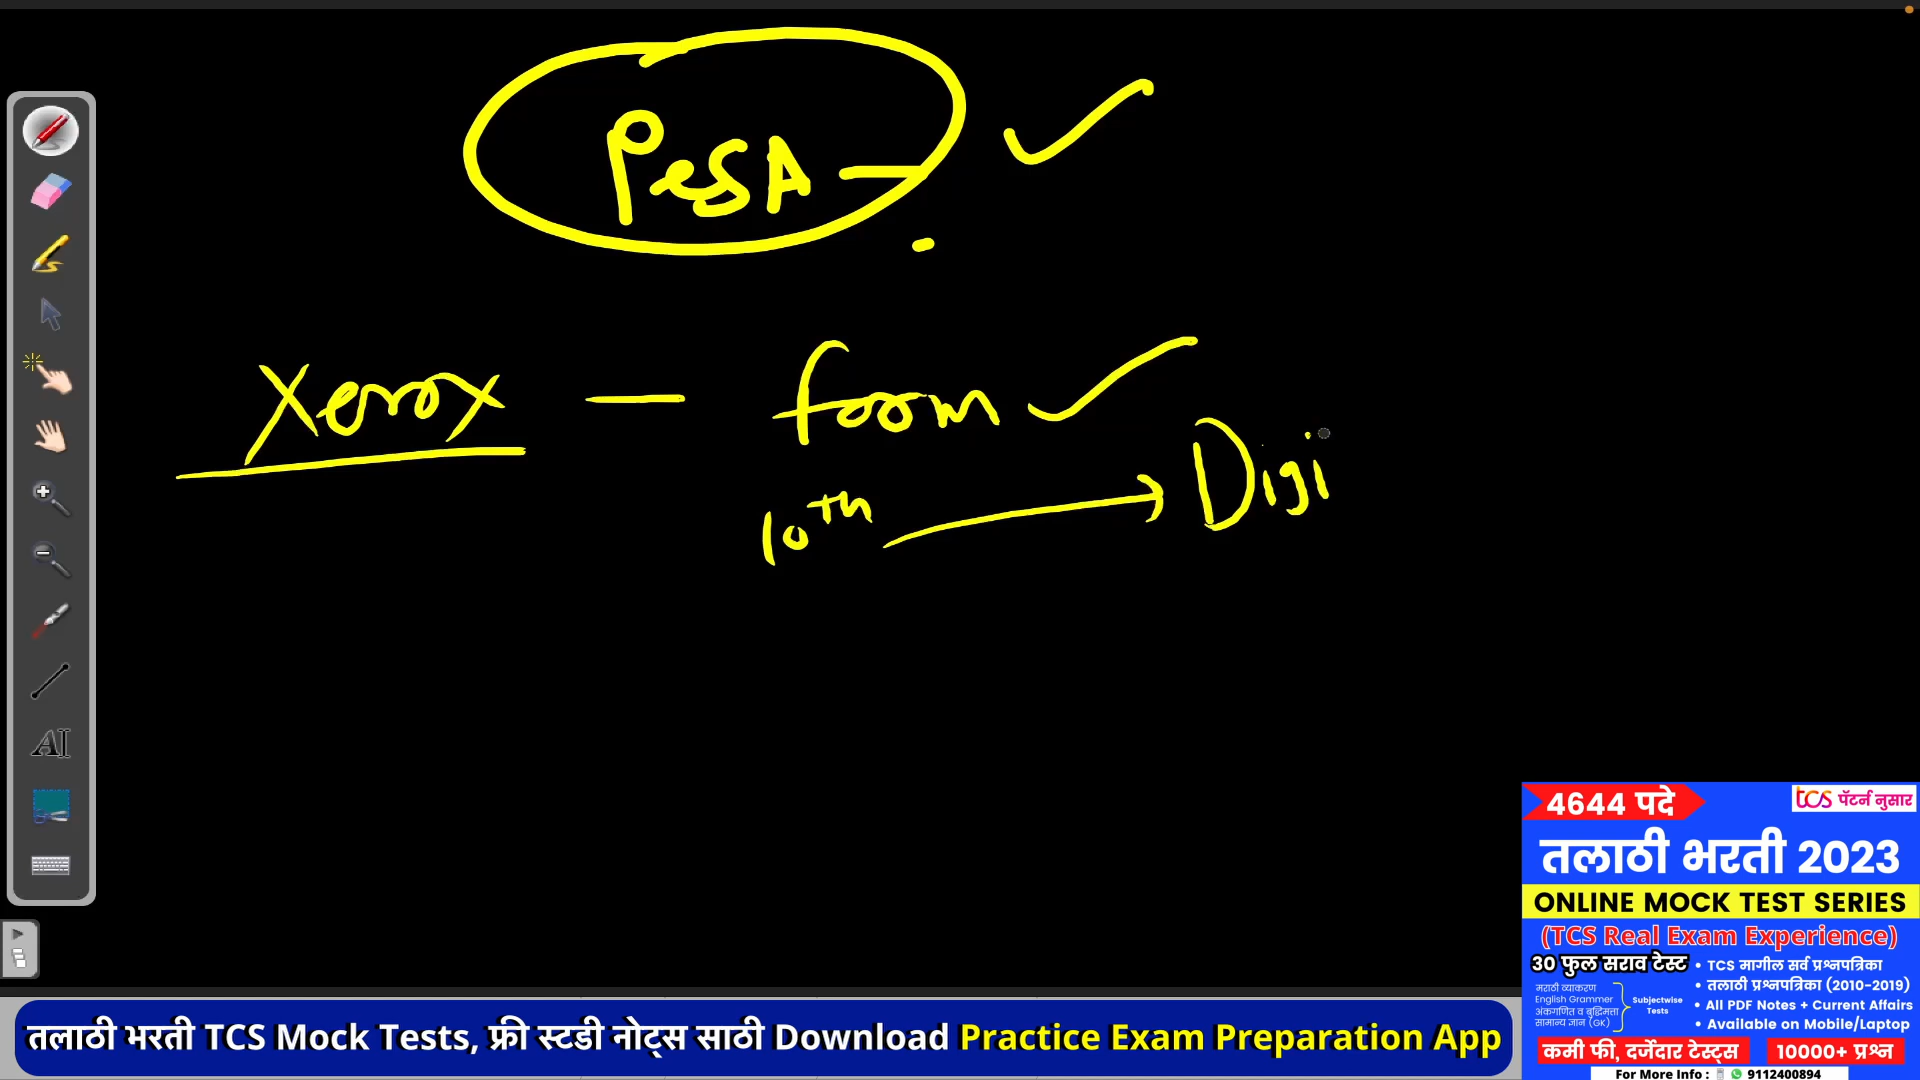 PeSA -
Xerox - form
10th → Digi
4644 पदे
tcs पॅटर्न नुसार
तलाठी भरती 2023
ONLINE MOCK TEST SERIES
(TCS Real Exam Experience)
30 फुल सराव टेस्ट
मराठी व्याकरण
English Grammer
अंकगणित व बुद्धिमत्ता
सामान्य ज्ञान (GK)
Subjectwise
Tests
• TCS मागील सर्व प्रश्नपत्रिका
• तलाठी प्रश्नपत्रिका (2010-2019)
• All PDF Notes + Current Affairs
• Available on Mobile/Laptop
कमी फी, दर्जेदार टेस्ट्स
10000+ प्रश्न
For More Info : 9112400894
तलाठी भरती TCS Mock Tests, फ्री स्टडी नोट्स साठी Download Practice Exam Preparation App